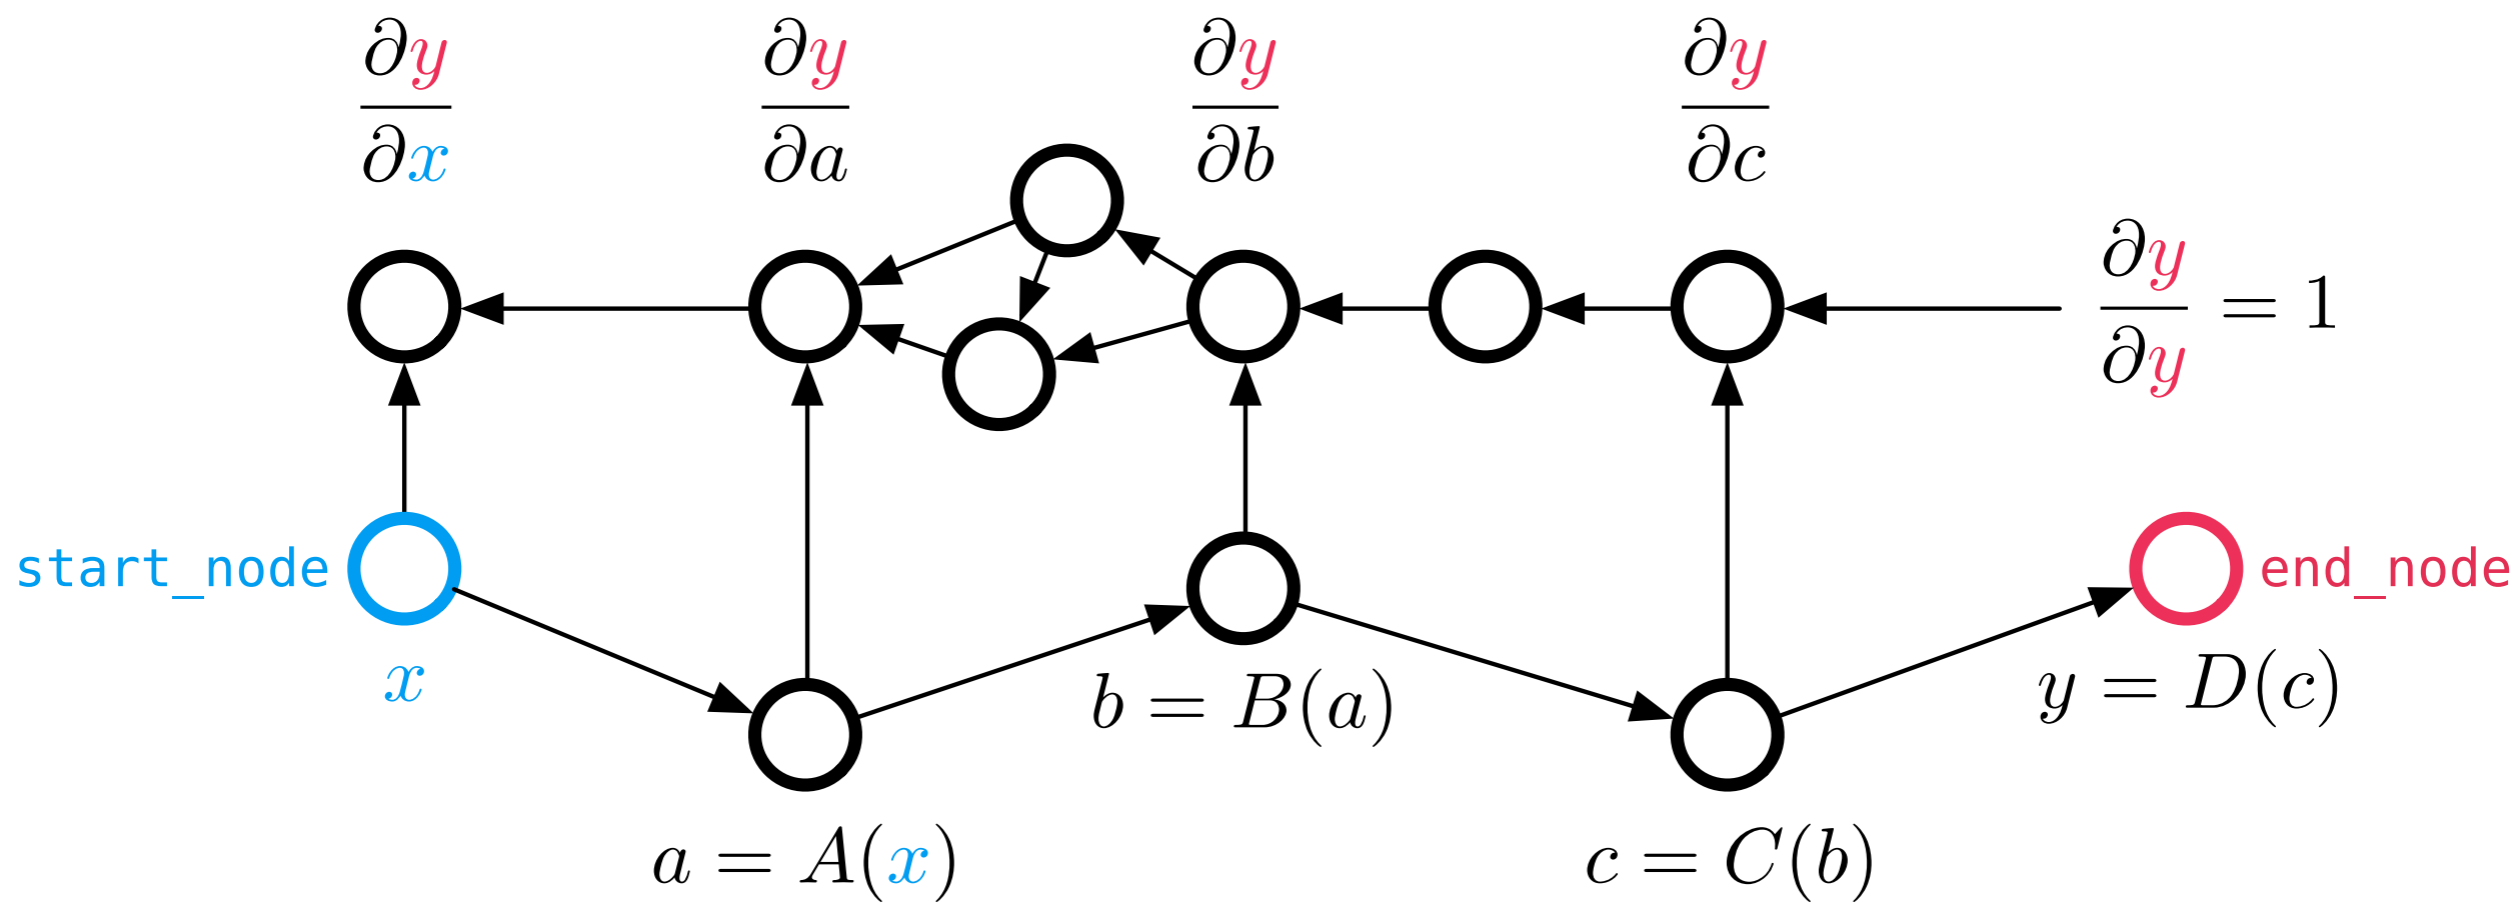 ∂y/∂x
∂y/∂a
∂y/∂b
∂y/∂c
∂y/∂y = 1
start_node
end_node
x
b = B(a)
y = D(c)
a = A(x)
c = C(b)